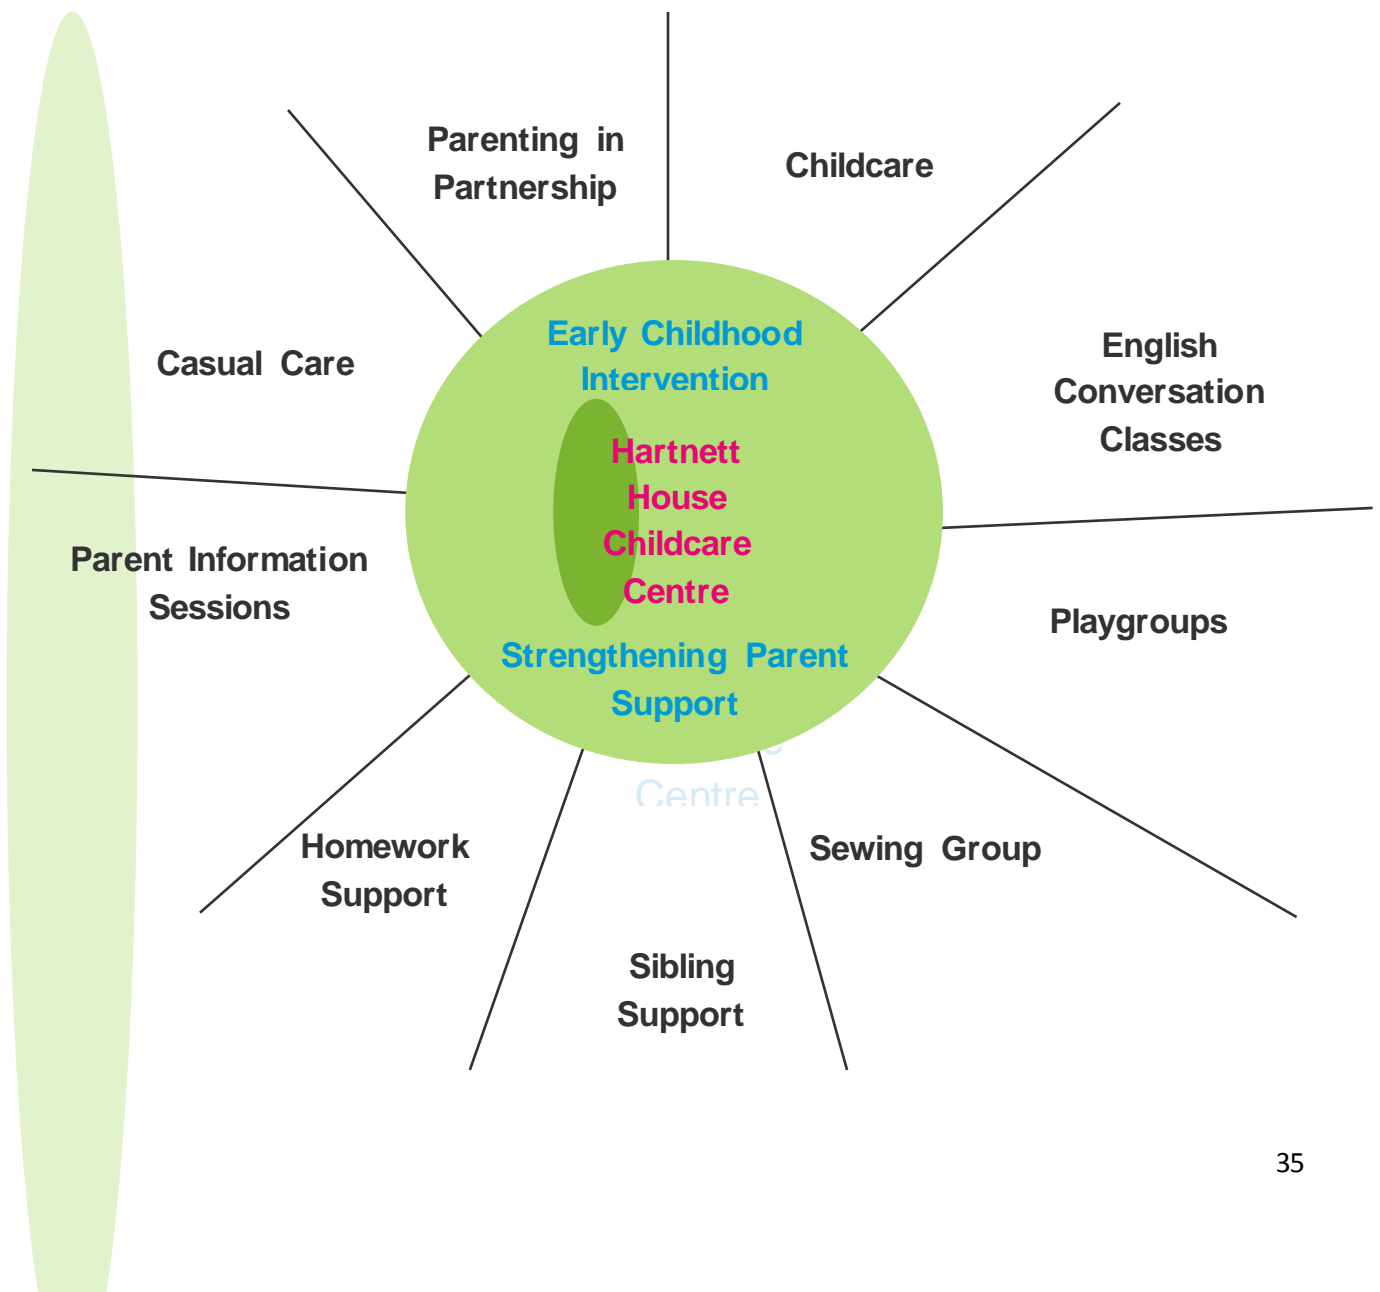 Parenting in
Partnership
Childcare
Early Childhood
Intervention
Casual Care
English
Conversation
Classes
Hartnett
House
Childcare
Centre
Parent Information
Sessions
Playgroups
Strengthening Parent
Support
Centre
Homework
Support
Sewing Group
Sibling
Support
35